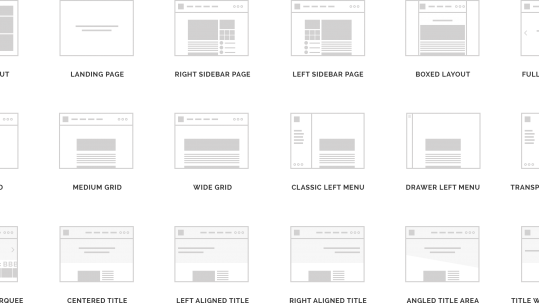 UT
LANDING PAGE
RIGHT SIDEBAR PAGE
LEFT SIDEBAR PAGE
BOXED LAYOUT
FULL
D
MEDIUM GRID
WIDE GRID
CLASSIC LEFT MENU
DRAWER LEFT MENU
TRANSP
RQUEE
CENTERED TITLE
LEFT ALIGNED TITLE
RIGHT ALIGNED TITLE
ANGLED TITLE AREA
TITLE W